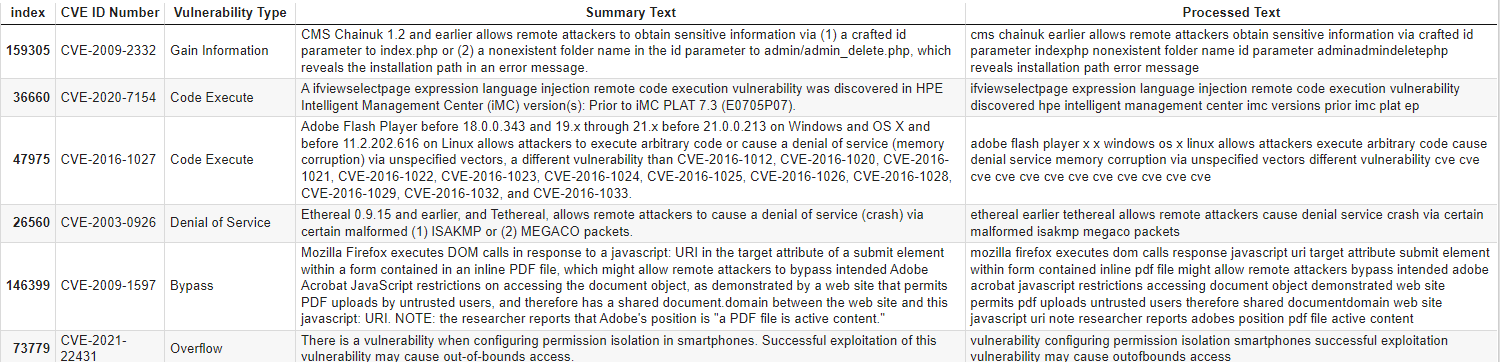 index CVE ID Number Vulnerability Type Summary Text Processed Text
159305 CVE-2009-2332 Gain Information
CMS Chainuk 1.2 and earlier allows remote attackers to obtain sensitive information via (1) a crafted id
parameter to index.php or (2) a nonexistent folder name in the id parameter to admin/admin_delete.php, which
reveals the installation path in an error message.
cms chainuk earlier allows remote attackers obtain sensitive information via crafted id
parameter indexphp nonexistent folder name id parameter adminadmindeletephp
reveals installation path error message
36660 CVE-2020-7154 Code Execute
A ifviewselectpage expression language injection remote code execution vulnerability was discovered in HPE
Intelligent Management Center (iMC) version(s): Prior to iMC PLAT 7.3 (E0705P07).
ifviewselectpage expression language injection remote code execution vulnerability
discovered hpe intelligent management center imc versions prior imc plat ep
47975 CVE-2016-1027 Code Execute
Adobe Flash Player before 18.0.0.343 and 19.x through 21.x before 21.0.0.213 on Windows and OS X and
before 11.2.202.616 on Linux allows attackers to execute arbitrary code or cause a denial of service (memory
corruption) via unspecified vectors, a different vulnerability than CVE-2016-1012, CVE-2016-1020, CVE-2016-
1021, CVE-2016-1022, CVE-2016-1023, CVE-2016-1024, CVE-2016-1025, CVE-2016-1026, CVE-2016-1028,
CVE-2016-1029, CVE-2016-1032, and CVE-2016-1033.
adobe flash player x x windows os x linux allows attackers execute arbitrary code cause
denial service memory corruption via unspecified vectors different vulnerability cve cve
cve cve cve cve cve cve cve cve cve
26560 CVE-2003-0926 Denial of Service
Ethereal 0.9.15 and earlier, and Tethereal, allows remote attackers to cause a denial of service (crash) via
certain malformed (1) ISAKMP or (2) MEGACO packets.
ethereal earlier tethereal allows remote attackers cause denial service crash via certain
malformed isakmp megaco packets
146399 CVE-2009-1597 Bypass
Mozilla Firefox executes DOM calls in response to a javascript: URI in the target attribute of a submit element
within a form contained in an inline PDF file, which might allow remote attackers to bypass intended Adobe
Acrobat JavaScript restrictions on accessing the document object, as demonstrated by a web site that permits
PDF uploads by untrusted users, and therefore has a shared document.domain between the web site and this
javascript: URI. NOTE: the researcher reports that Adobe's position is "a PDF file is active content."
mozilla firefox executes dom calls response javascript uri target attribute submit element
within form contained inline pdf file might allow remote attackers bypass intended adobe
acrobat javascript restrictions accessing document object demonstrated web site
permits pdf uploads untrusted users therefore shared documentdomain web site
javascript uri note researcher reports adobes position pdf file active content
73779 CVE-2021-
22431 Overflow
There is a vulnerability when configuring permission isolation in smartphones. Successful exploitation of this
vulnerability may cause out-of-bounds access.
vulnerability configuring permission isolation smartphones successful exploitation
vulnerability may cause outofbounds access